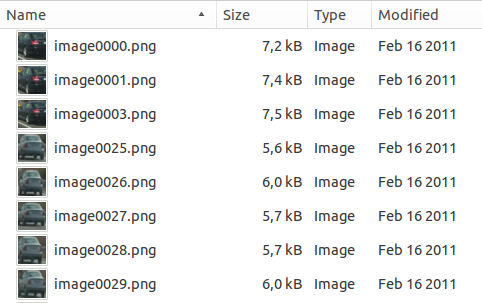 Name Size Type Modified
image0000.png 7,2 kB Image Feb 16 2011
image0001.png 7,4 kB Image Feb 16 2011
image0003.png 7,5 kB Image Feb 16 2011
image0025.png 5,6 kB Image Feb 16 2011
image0026.png 6,0 kB Image Feb 16 2011
image0027.png 5,7 kB Image Feb 16 2011
image0028.png 5,7 kB Image Feb 16 2011
image0029.png 6,0 kB Image Feb 16 2011